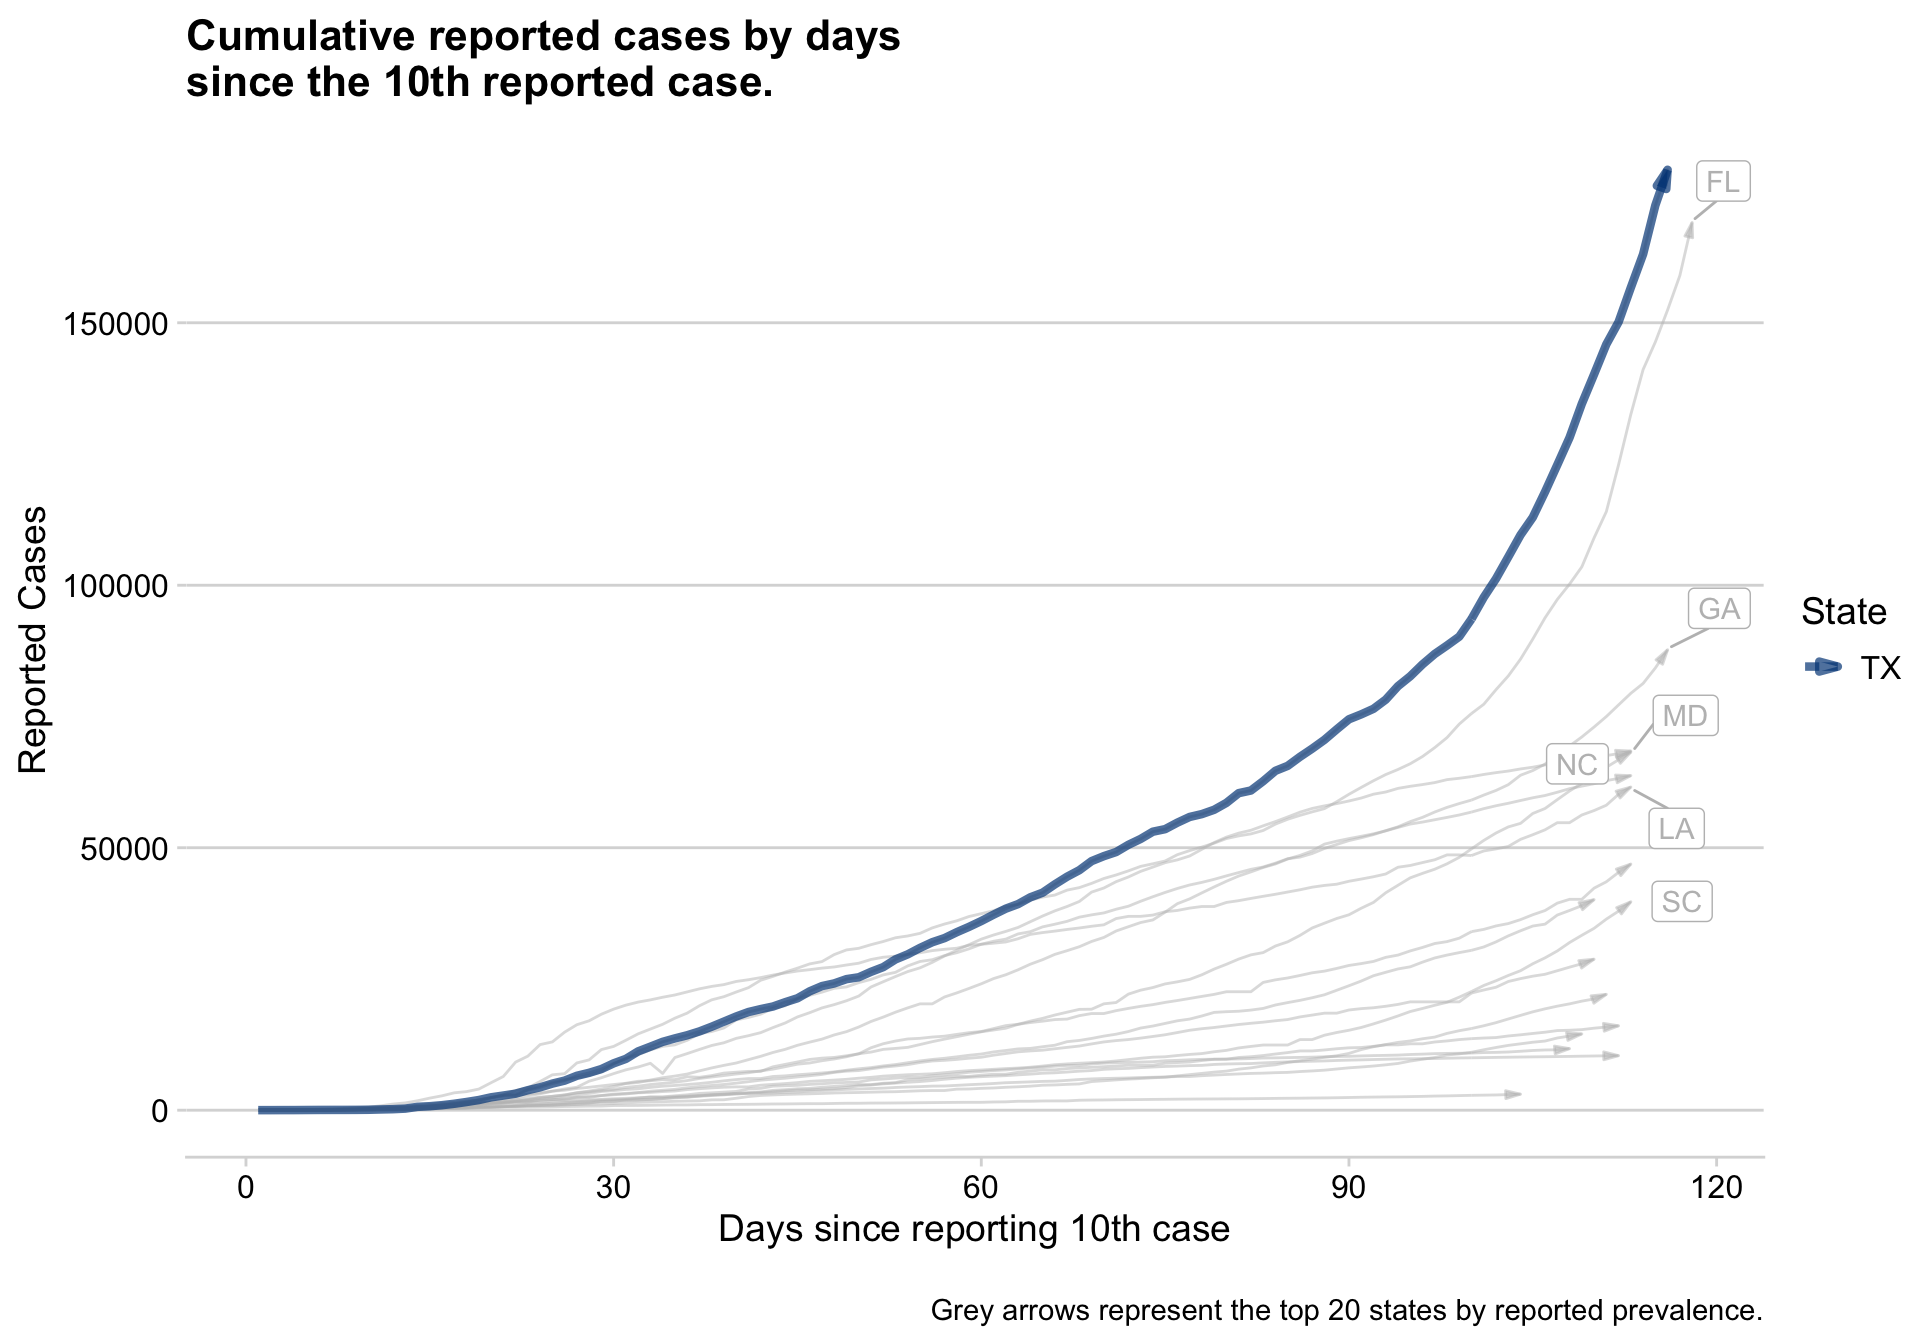 Cumulative reported cases by days
since the 10th reported case.
FL
150000
100000
GA
State
TX
MD
NC
LA
50000
SC
0
Reported Cases
0 30 60 90 120
Days since reporting 10th case
Grey arrows represent the top 20 states by reported prevalence.